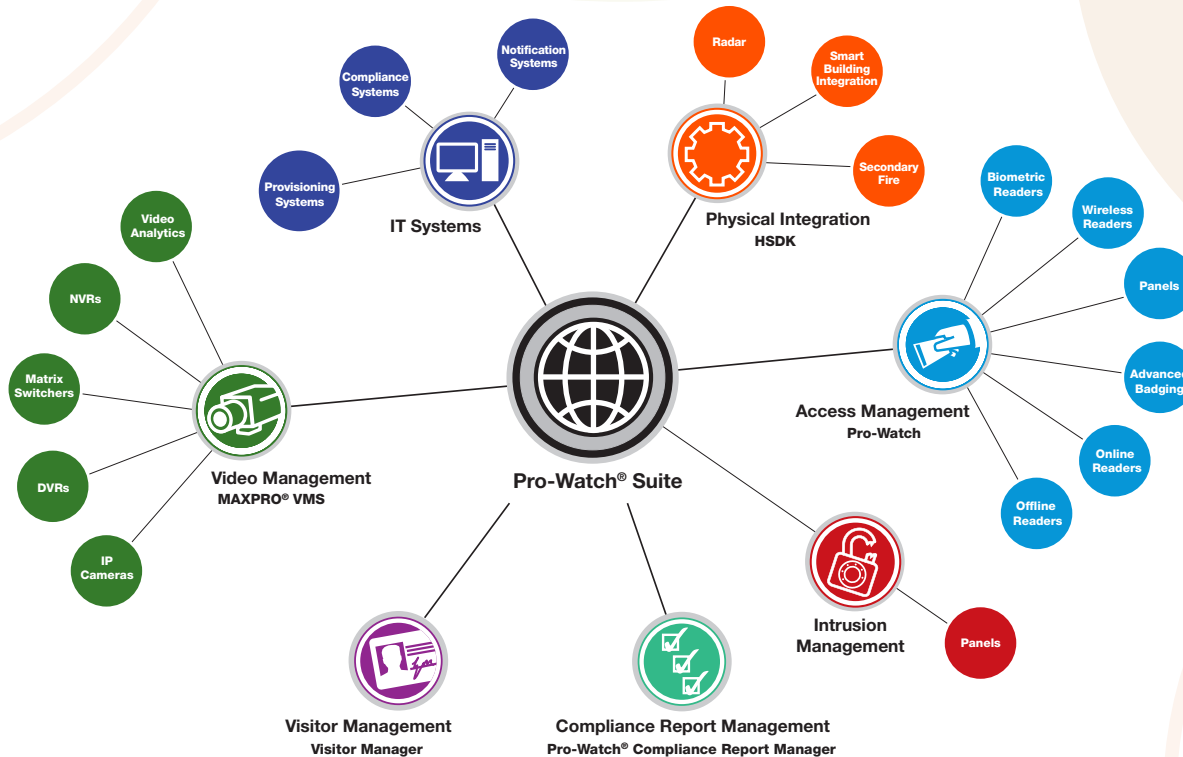 Notification
Systems
Compliance
Systems
Provisioning
Systems
IT Systems
Radar
Smart
Building
Integration
Secondary
Fire
Physical Integration
HSDK
Biometric
Readers
Wireless
Readers
Panels
Advanced
Badging
Online
Readers
Offline
Readers
Access Management
Pro-Watch
Video
Analytics
NVRs
Matrix
Switchers
DVRs
IP
Cameras
Video Management
MAXPRO® VMS
Pro-Watch® Suite
Intrusion
Management
Panels
Visitor Management
Visitor Manager
Compliance Report Management
Pro-Watch® Compliance Report Manager